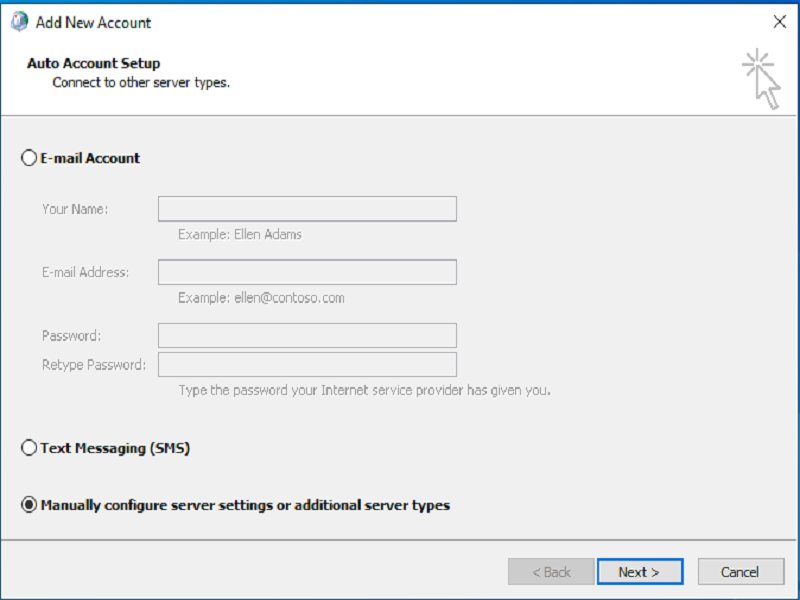 Add New Account
Auto Account Setup
Connect to other server types.
E-mail Account
Your Name:
Example: Ellen Adams
E-mail Address:
Example: ellen@contoso.com
Password:
Retype Password:
Type the password your Internet service provider has given you.
Text Messaging (SMS)
Manually configure server settings or additional server types
< Back Next > Cancel